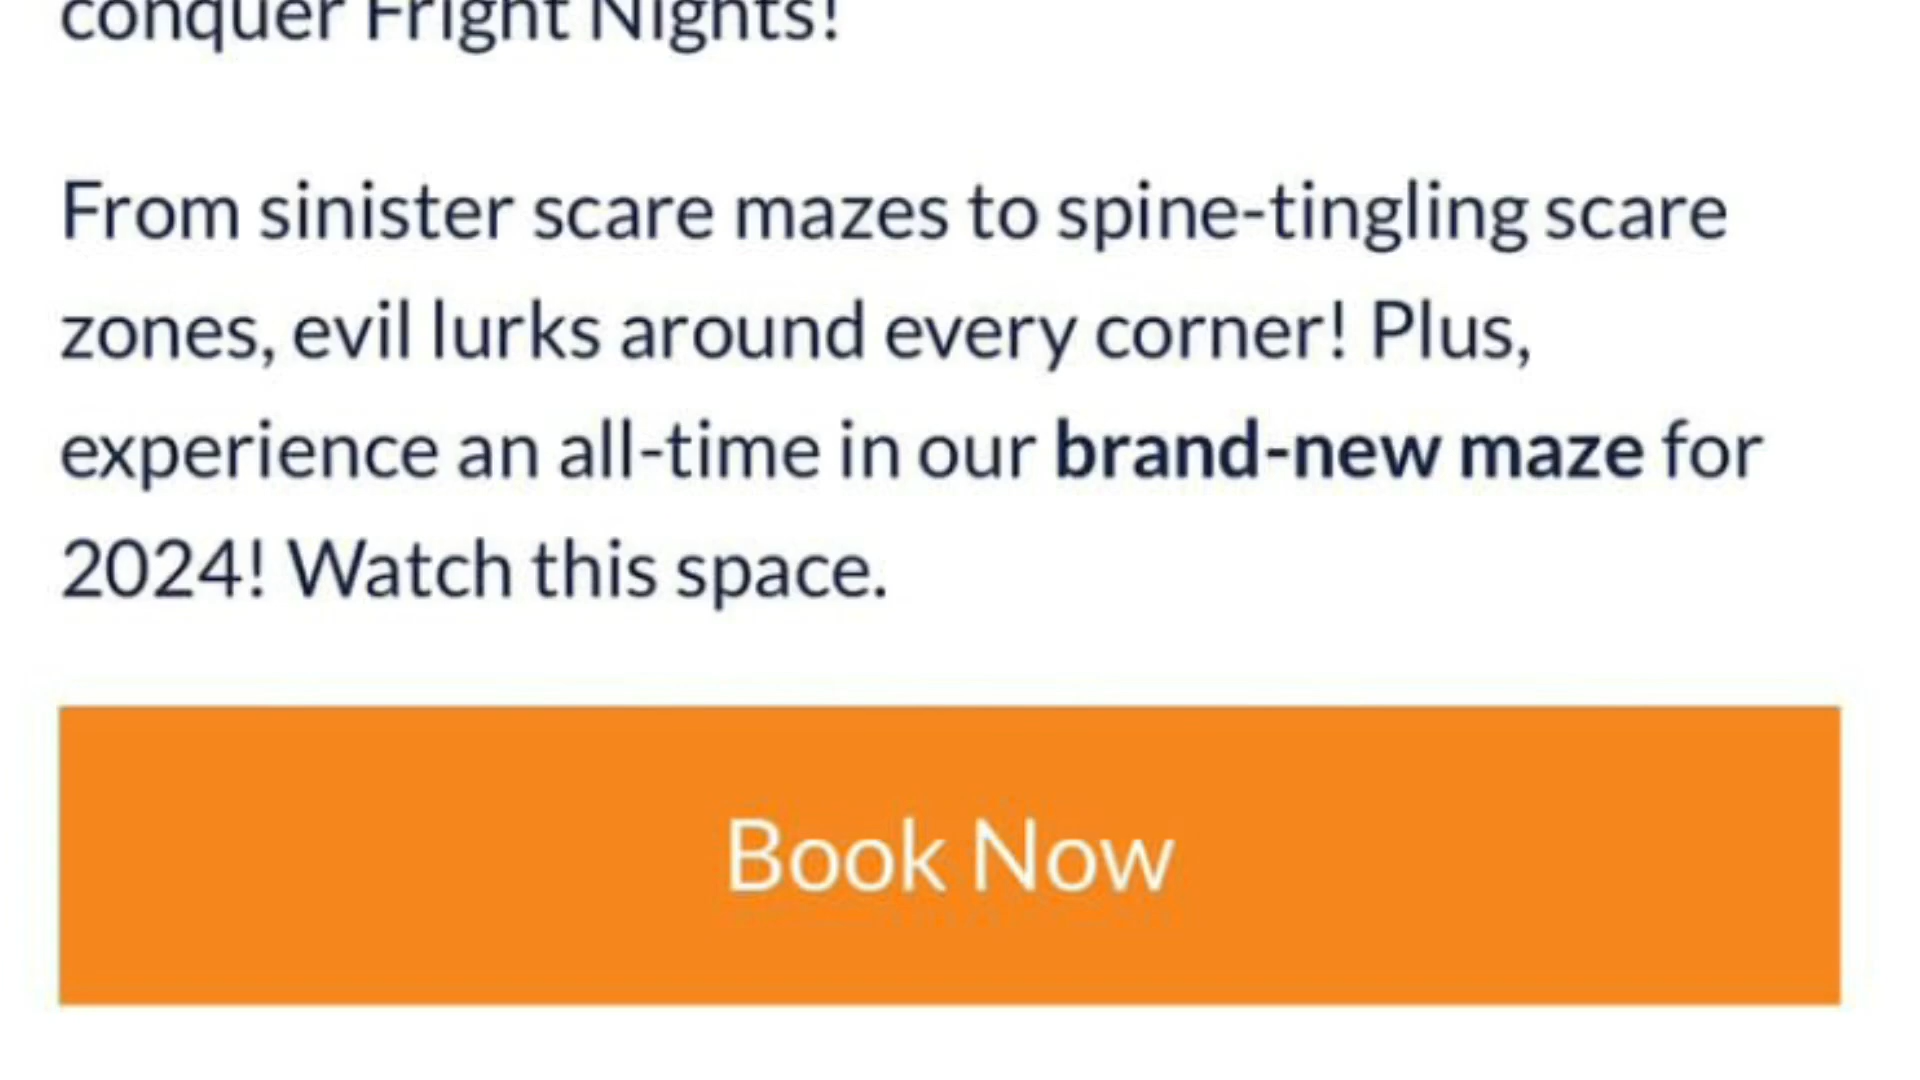 conquer Fright Nights!
From sinister scare mazes to spine-tingling scare
zones, evil lurks around every corner! Plus,
experience an all-time in our brand-new maze for
2024! Watch this space.
Book Now